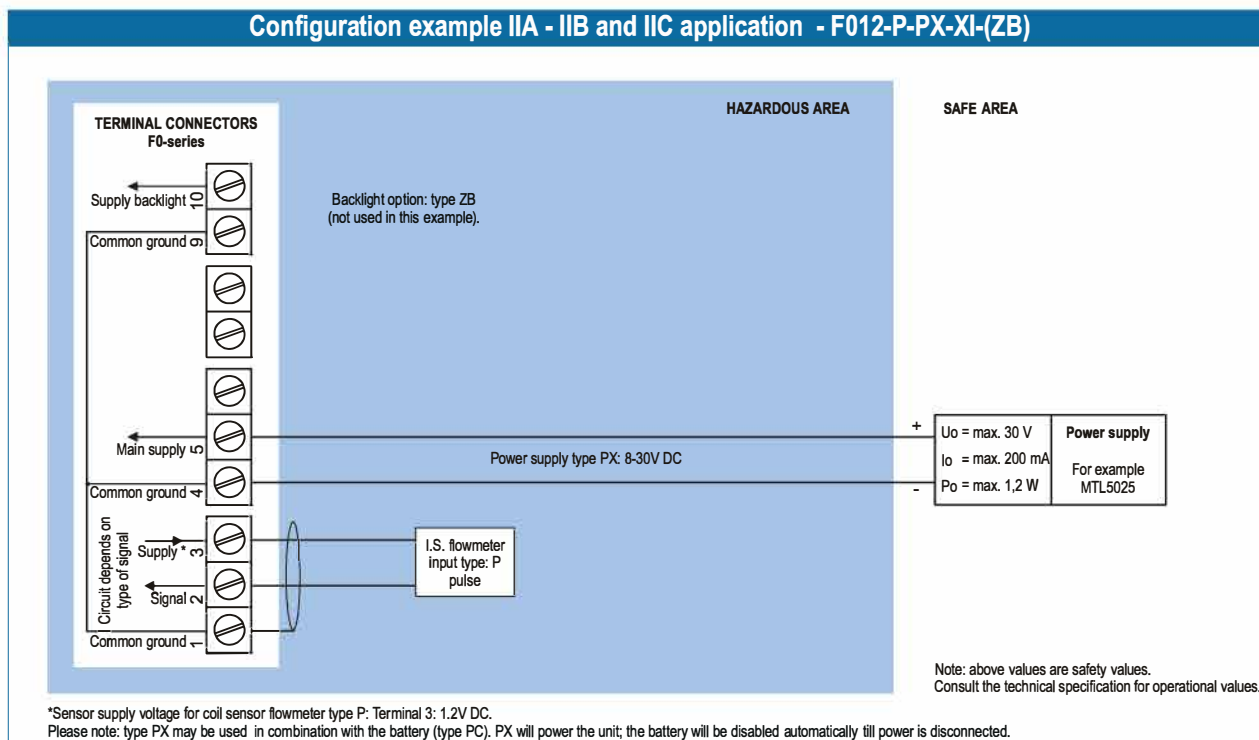 Configuration example IIA - IIB and IIC application - F012-P-PX-XI-(ZB)
HAZARDOUS AREA
SAFE AREA
TERMINAL CONNECTORS
F0-series
Supply backlight 10
Common ground 9
Backlight option: type ZB
(not used in this example).
Main supply 5
Common ground 4
Power supply type PX: 8-30V DC
+
-
Uo = max. 30 V
Io = max. 200 mA
Po = max. 1,2 W
Power supply
For example
MTL5025
Circuit depends on
type of signal
Supply * 3
Signal 2
Common ground 1
I.S. flowmeter
input type: P
pulse
Note: above values are safety values.
Consult the technical specification for operational values.
*Sensor supply voltage for coil sensor flowmeter type P: Terminal 3: 1.2V DC.
Please note: type PX may be used in combination with the battery (type PC). PX will power the unit; the battery will be disabled automatically till power is disconnected.